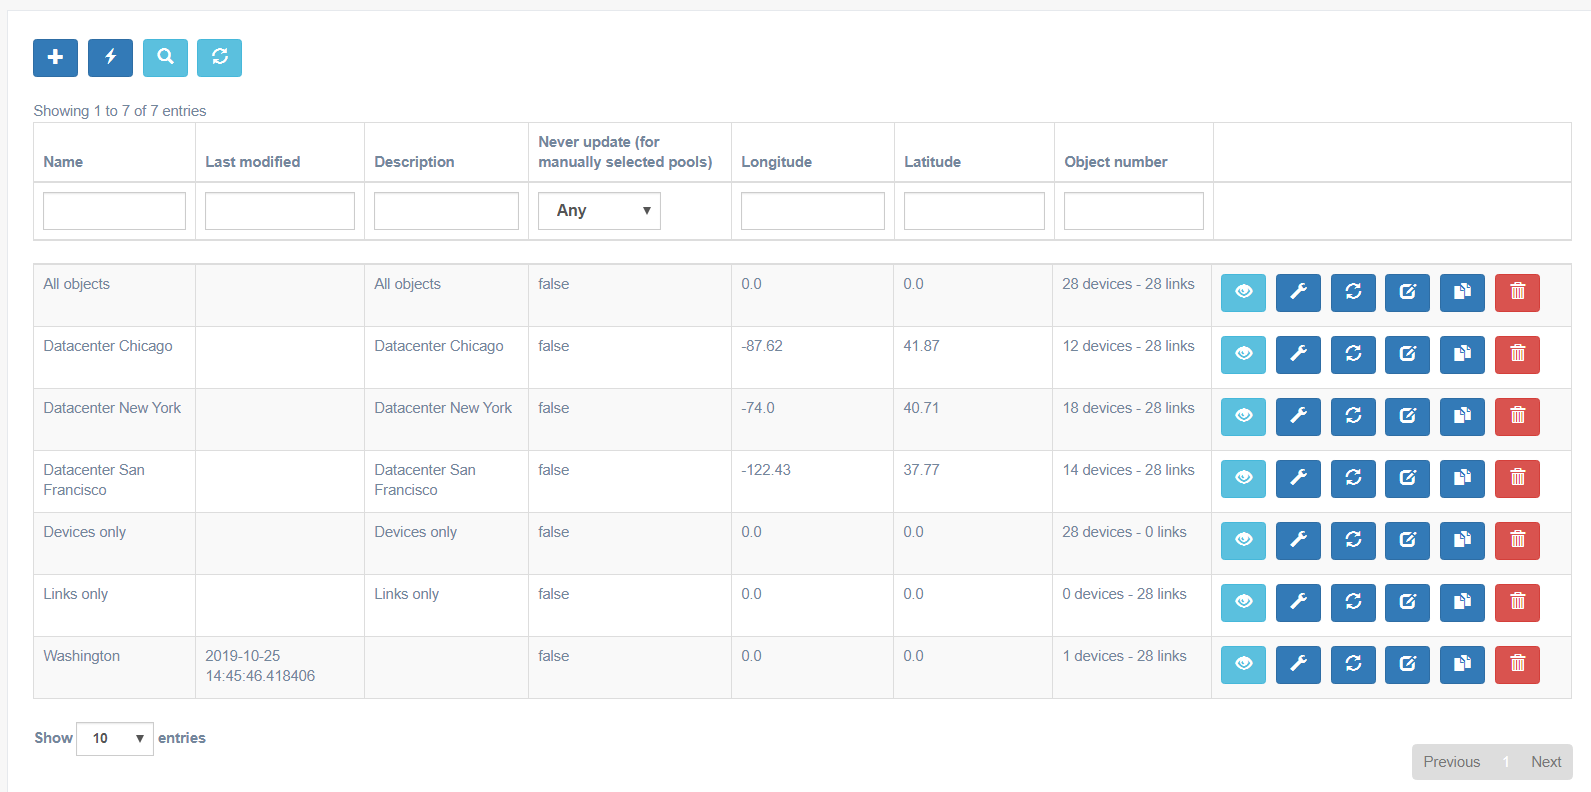 Showing 1 to 7 of 7 entries
Name Last modified Description Never update (for manually selected pools) Longitude Latitude Object number
Any
All objects All objects false 0.0 0.0 28 devices - 28 links
Datacenter Chicago Datacenter Chicago false -87.62 41.87 12 devices - 28 links
Datacenter New York Datacenter New York false -74.0 40.71 18 devices - 28 links
Datacenter San Francisco Datacenter San Francisco false -122.43 37.77 14 devices - 28 links
Devices only Devices only false 0.0 0.0 28 devices - 0 links
Links only Links only false 0.0 0.0 0 devices - 28 links
Washington 2019-10-25 14:45:46.418406 false 0.0 0.0 1 devices - 28 links
Show 10 entries
Previous 1 Next